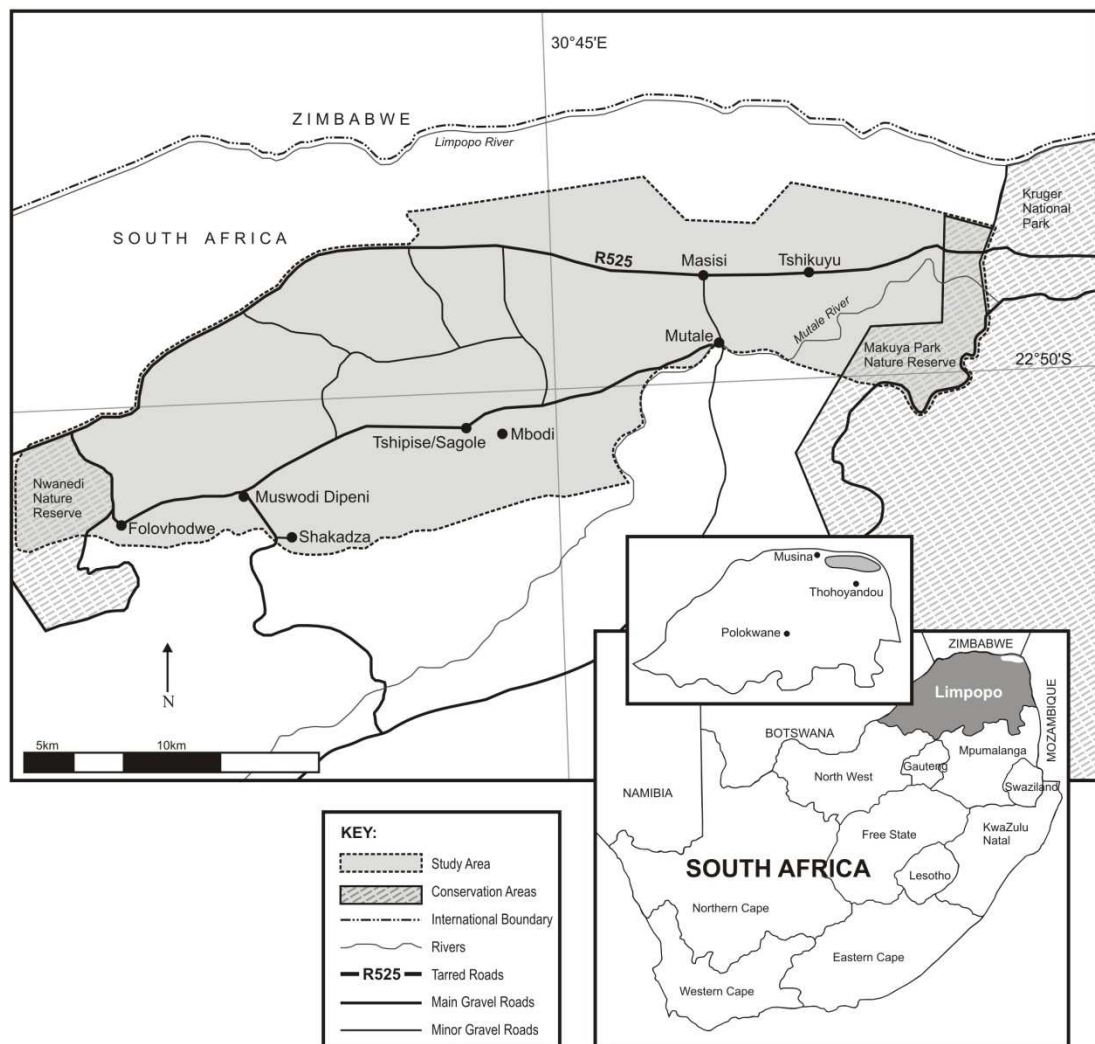 30°45'E
ZIMBABWE
Limpopo River
Kruger
National
Park
SOUTH AFRICA
R525
Masisi
Tshikuyu
Mutale River
Mutale
Makuya Park
Nature Reserve
22°50'S
Tshipise/Sagole
Mbodi
Nwanedi
Nature
Reserve
Muswodi Dipeni
Folovhodwe
Shakadza
N
5km
10km
Musina
Thohoyandou
Polokwane
ZIMBABWE
Limpopo
MOZAMBIQUE
BOTSWANA
Mpumalanga
Gauteng
North West
Swaziland
NAMIBIA
Free State
KwaZulu
Natal
SOUTH AFRICA
Lesotho
Northern Cape
Eastern Cape
Western Cape
KEY:
Study Area
Conservation Areas
International Boundary
Rivers
R525
Tarred Roads
Main Gravel Roads
Minor Gravel Roads